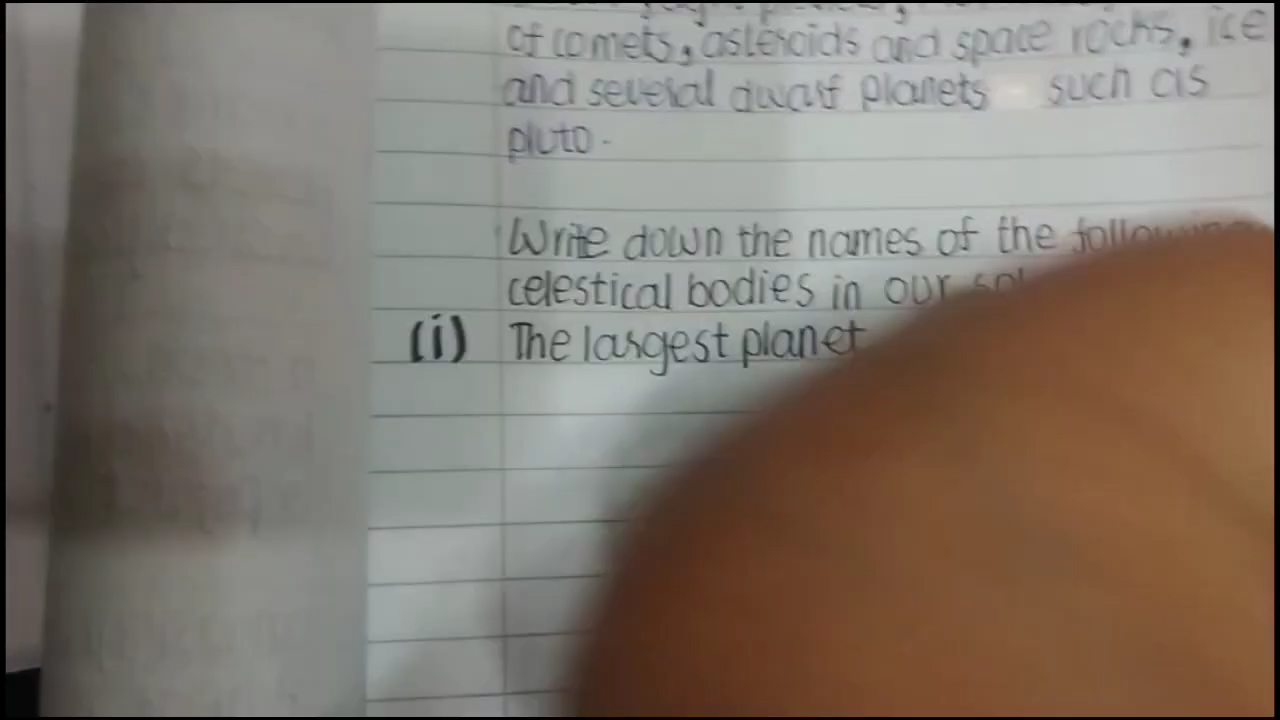 of comets, asteroids and space rocks, ice
and several dwarf planets such as
pluto.
Write down the names of the following
celestical bodies in our
(i) The largest planet